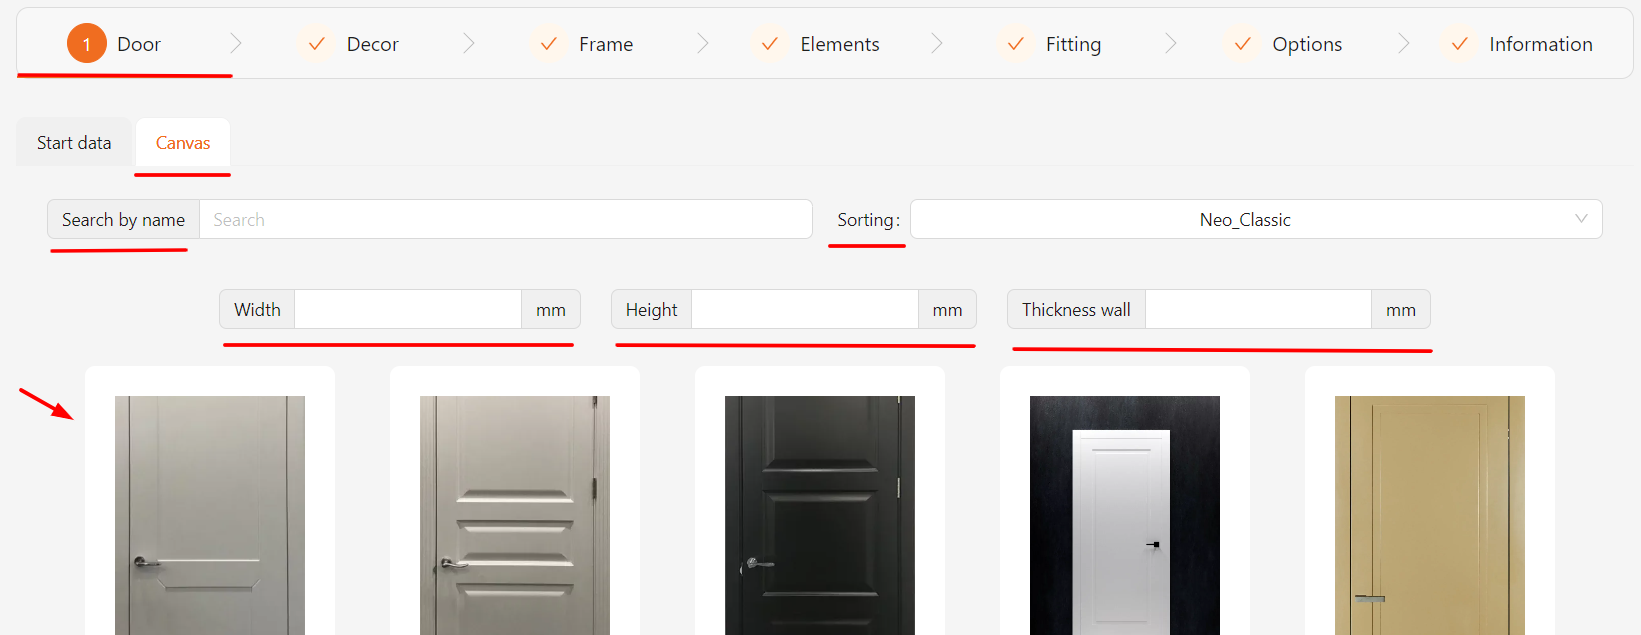 1 Door Decor Frame Elements Fitting Options Information
Start data Canvas
Search by name Search Sorting: Neo_Classic
Width mm Height mm Thickness wall mm